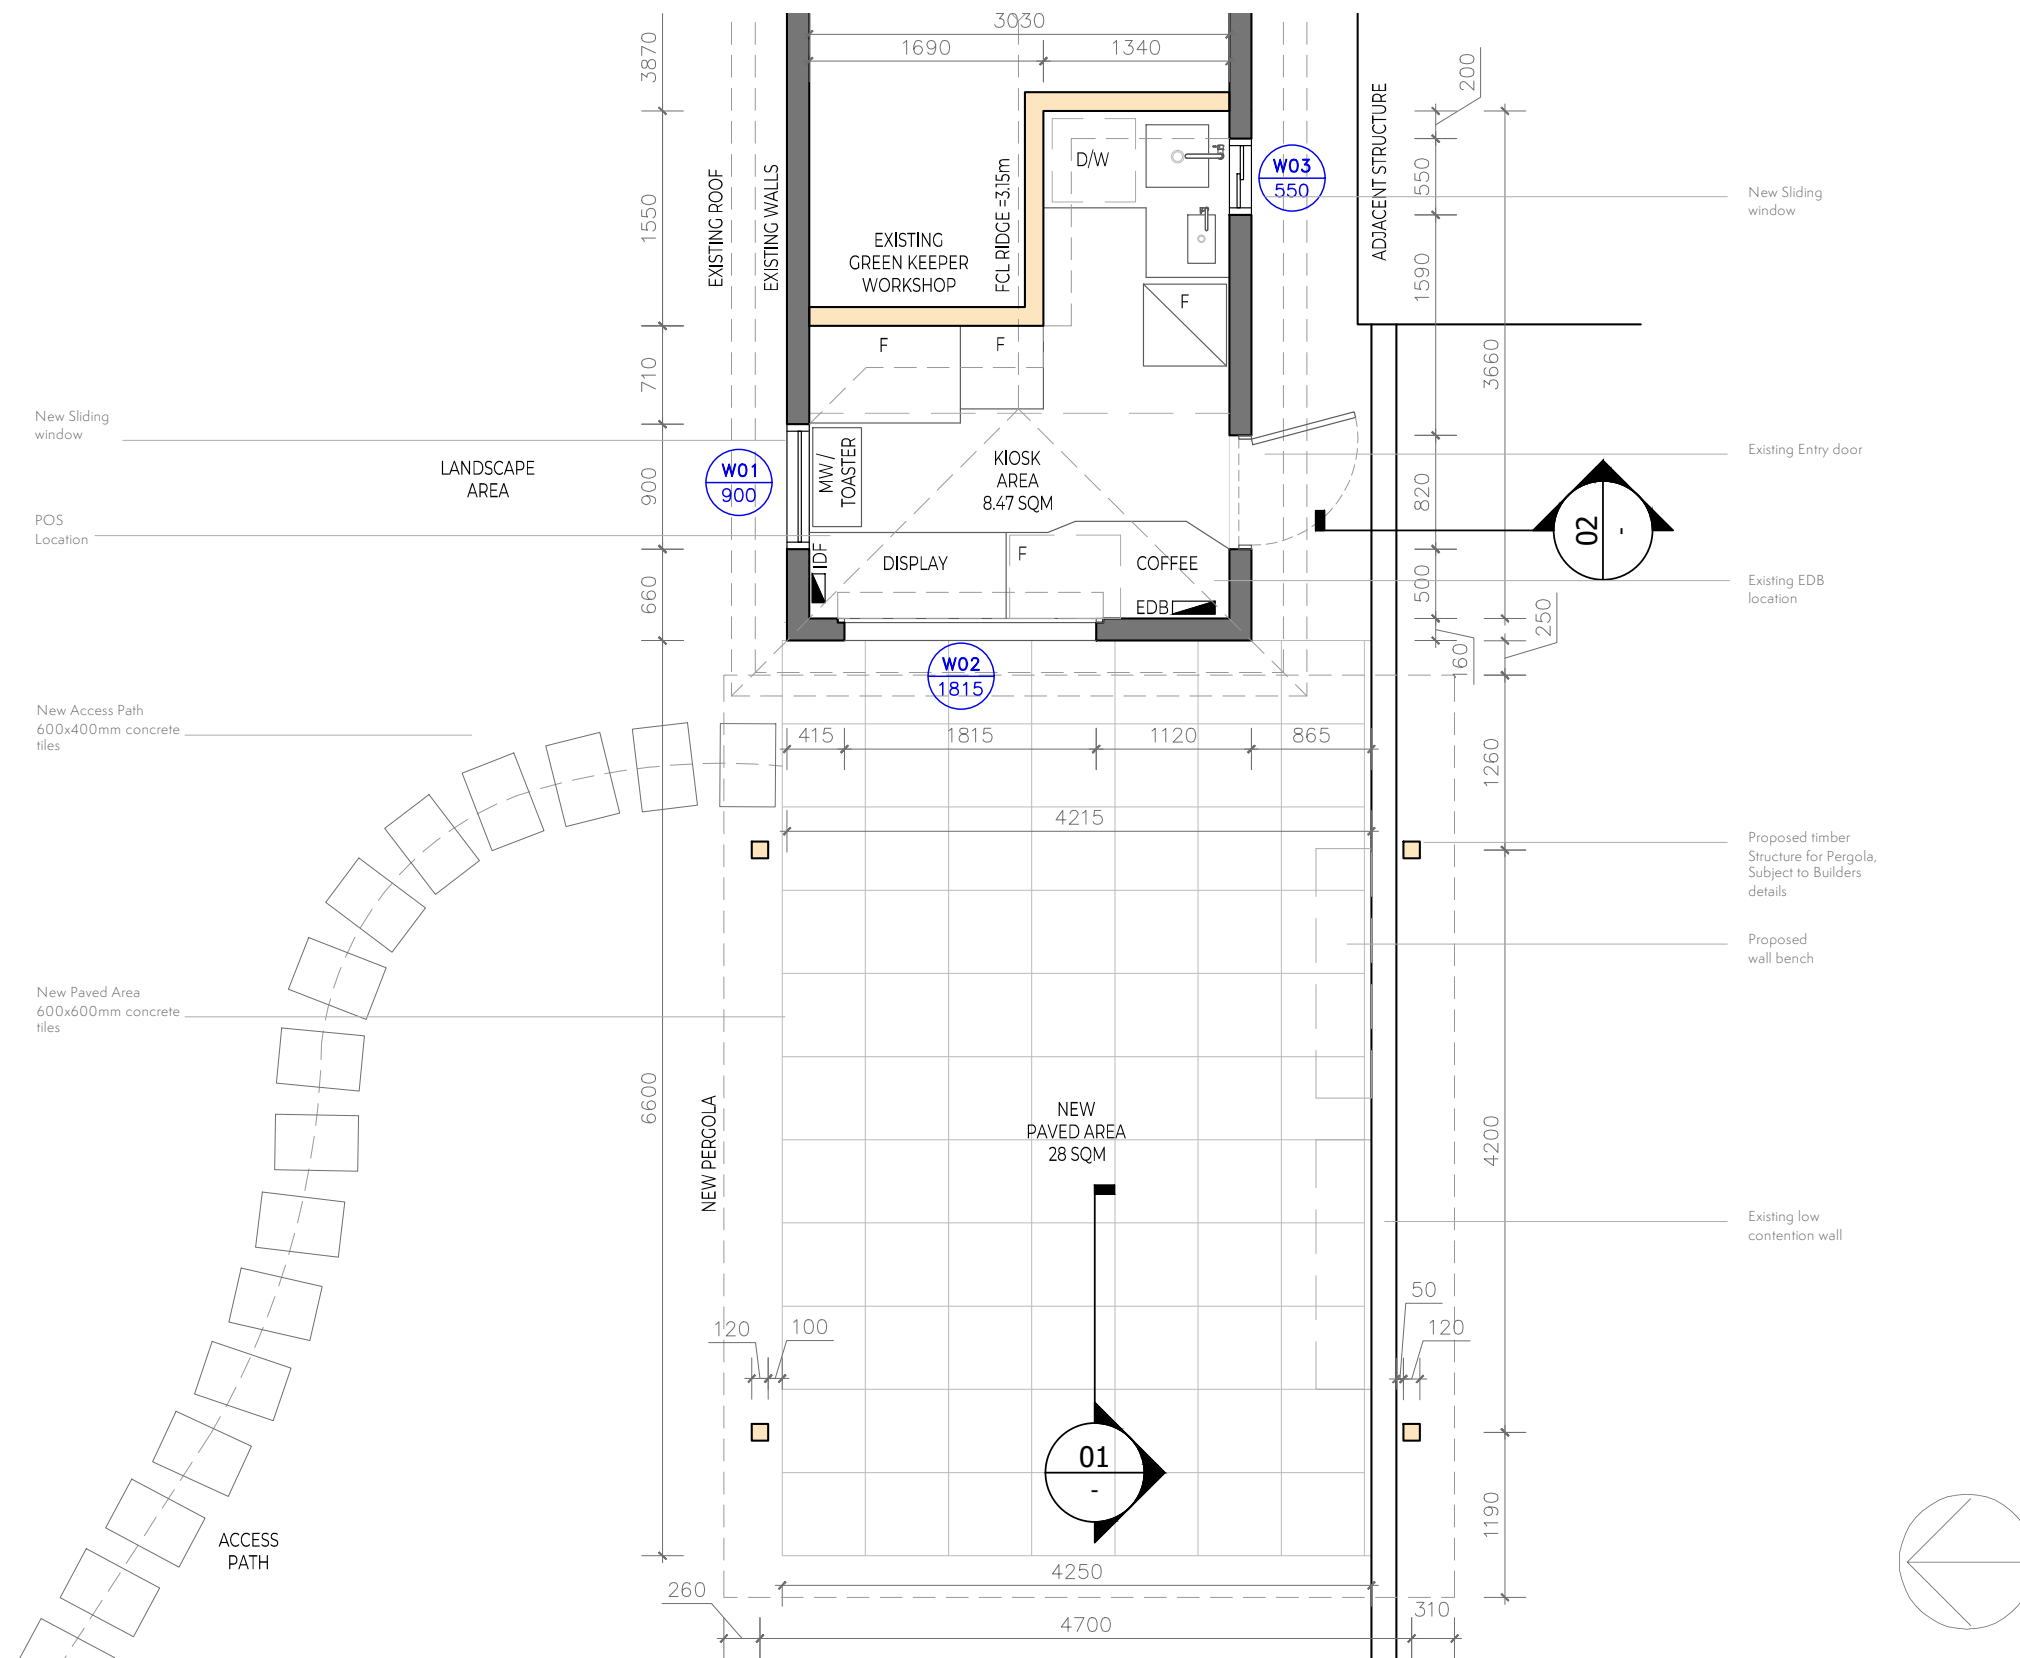 3030
1690
1340
3870
200
ADJACENT STRUCTURE
D/W
W03
550
550
New Sliding
window
EXISTING ROOF
EXISTING WALLS
FCL RIDGE =3.15m
1550
EXISTING
GREEN KEEPER
WORKSHOP
1590
F
F
F
710
3660
New Sliding
window
LANDSCAPE
AREA
W01
900
900
MW /
TOASTER
KIOSK
AREA
8.47 SQM
Existing Entry door
820
02
-
POS
Location
IDF
DISPLAY
F
COFFEE
EDB
Existing EDB
location
660
500
250
160
W02
1815
New Access Path
600x400mm concrete
tiles
415
1815
1120
865
1260
4215
Proposed timber
Structure for Pergola,
Subject to Builders
details
Proposed
wall bench
New Paved Area
600x600mm concrete
tiles
6600
NEW PERGOLA
NEW
PAVED AREA
28 SQM
4200
Existing low
contention wall
50
120
100
120
01
-
1190
ACCESS
PATH
4250
260
4700
310